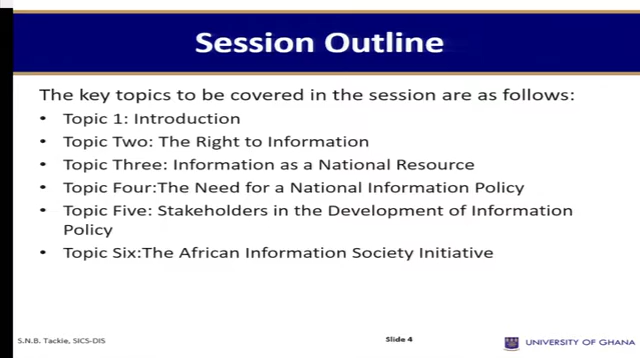 Session Outline
The key topics to be covered in the session are as follows:
• Topic 1: Introduction
• Topic Two: The Right to Information
• Topic Three: Information as a National Resource
• Topic Four:The Need for a National Information Policy
• Topic Five: Stakeholders in the Development of Information
Policy
• Topic Six:The African Information Society Initiative
S.N.B. Tackie, SICS-DIS
Slide 4
UNIVERSITY OF GHANA